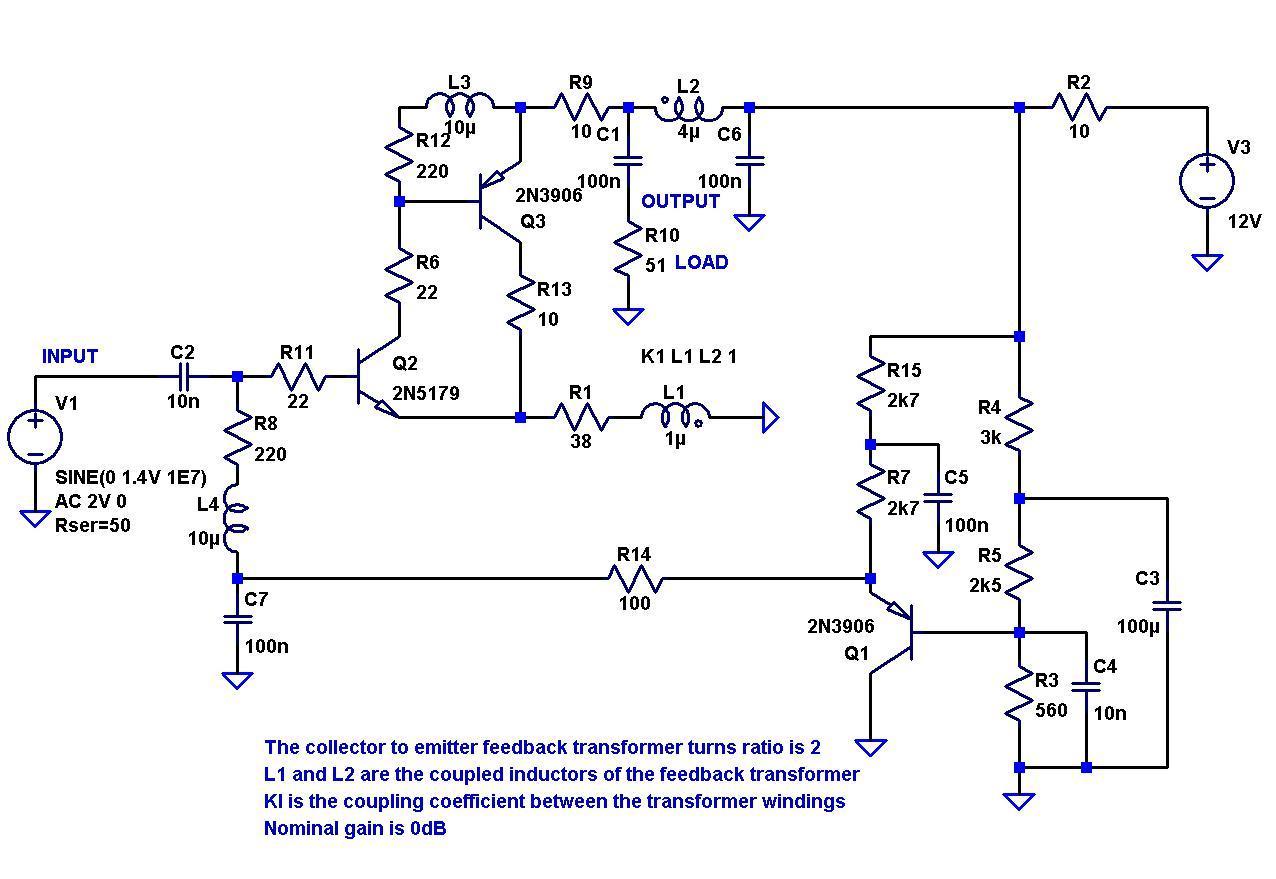 L3
10µ
R9
10
L2
4µ
R2
10
R12
220
C1
100n
C6
100n
V3
12V
2N3906
Q3
OUTPUT
R10
51
LOAD
R6
22
R13
10
INPUT
C2
10n
R11
22
Q2
2N5179
K1 L1 L2 1
R1
38
L1
1µ
V1
SINE(0 1.4V 1E7)
AC 2V 0
Rser=50
R8
220
L4
10µ
R15
2k7
R4
3k
R7
2k7
C5
100n
R5
2k5
C3
100µ
R14
100
C7
100n
2N3906
Q1
R3
560
C4
10n
The collector to emitter feedback transformer turns ratio is 2
L1 and L2 are the coupled inductors of the feedback transformer
KI is the coupling coefficient between the transformer windings
Nominal gain is 0dB